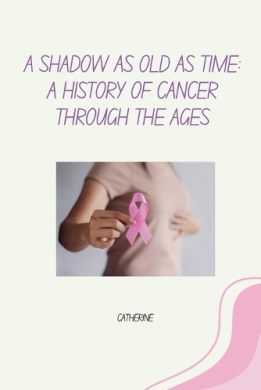 A SHADOW AS OLD AS TIME:
A HISTORY OF CANCER
THROUGH THE AGES
CATHERINE